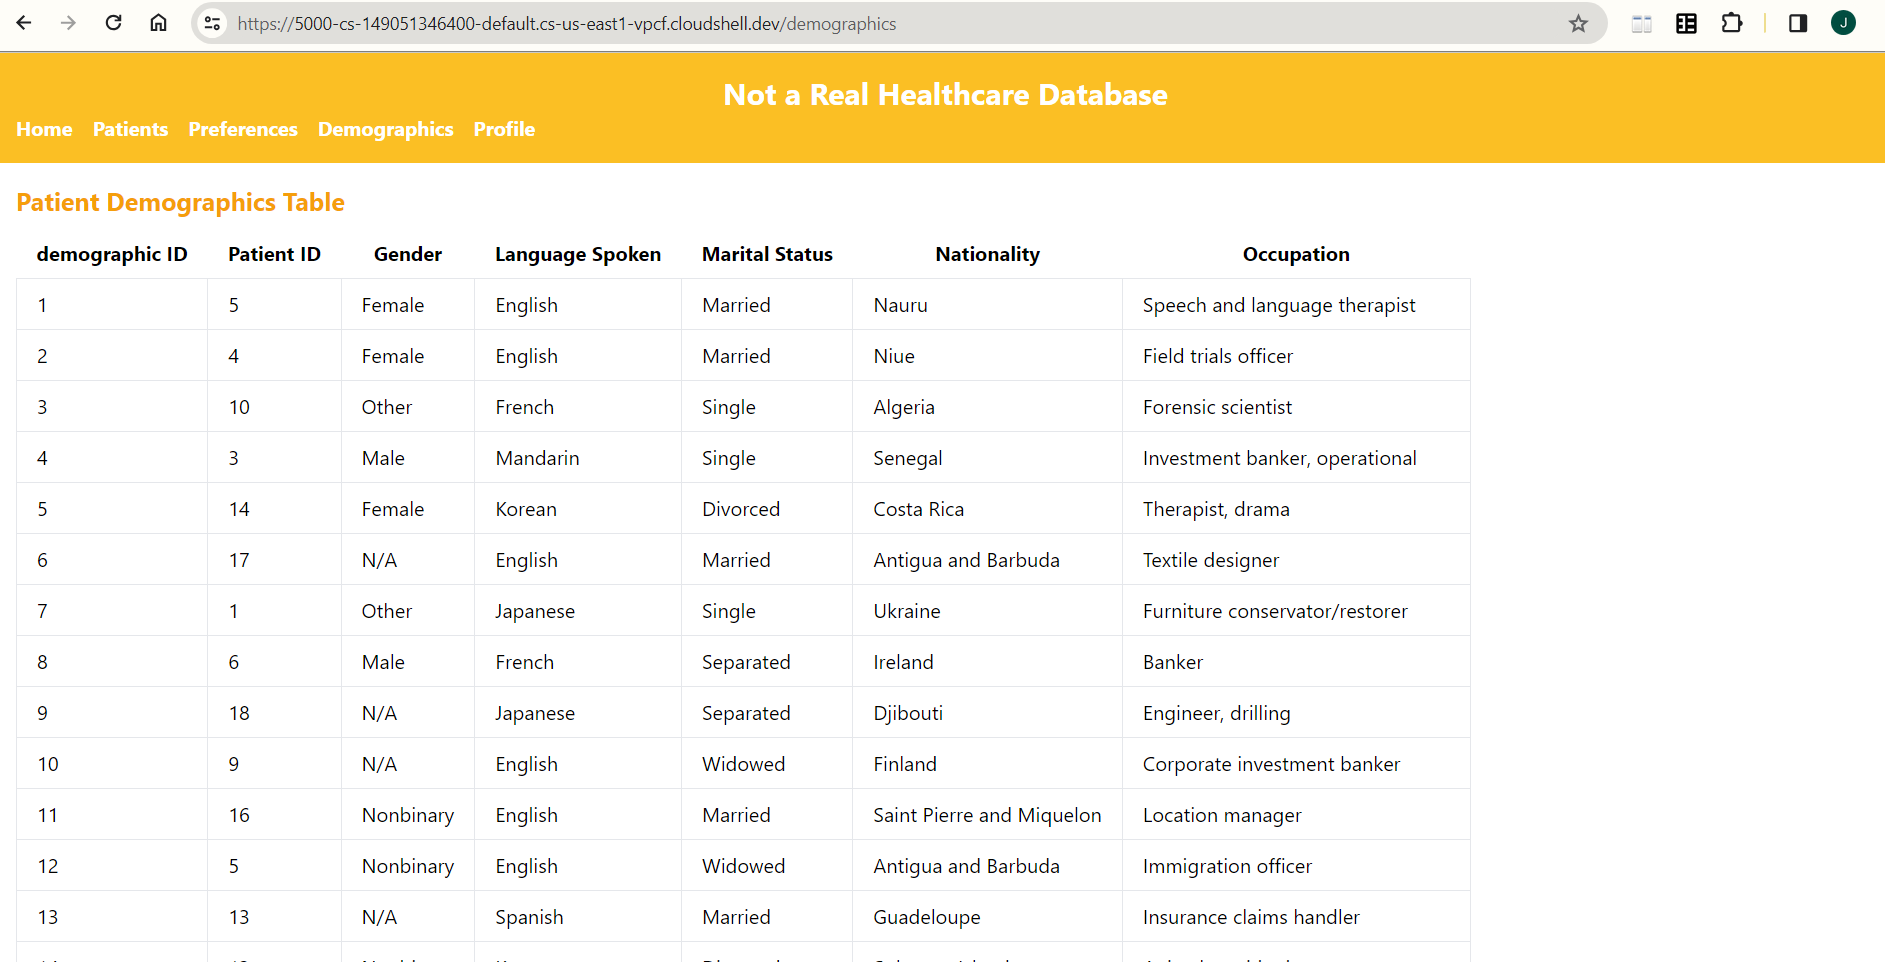 https://5000-cs-149051346400-default.cs-us-east1-vpcf.cloudshell.dev/demographics
J
Not a Real Healthcare Database
Home Patients Preferences Demographics Profile
Patient Demographics Table
demographic ID Patient ID Gender Language Spoken Marital Status Nationality Occupation
1 5 Female English Married Nauru Speech and language therapist
2 4 Female English Married Niue Field trials officer
3 10 Other French Single Algeria Forensic scientist
4 3 Male Mandarin Single Senegal Investment banker, operational
5 14 Female Korean Divorced Costa Rica Therapist, drama
6 17 N/A English Married Antigua and Barbuda Textile designer
7 1 Other Japanese Single Ukraine Furniture conservator/restorer
8 6 Male French Separated Ireland Banker
9 18 N/A Japanese Separated Djibouti Engineer, drilling
10 9 N/A English Widowed Finland Corporate investment banker
11 16 Nonbinary English Married Saint Pierre and Miquelon Location manager
12 5 Nonbinary English Widowed Antigua and Barbuda Immigration officer
13 13 N/A Spanish Married Guadeloupe Insurance claims handler